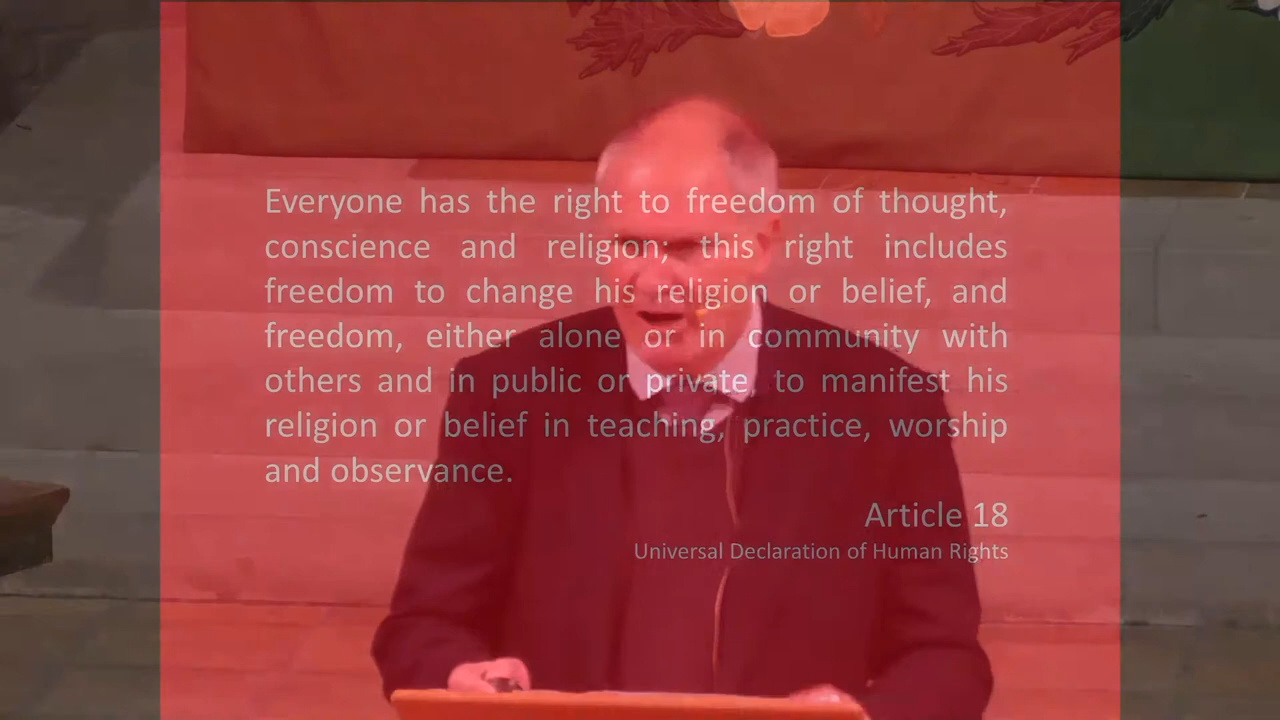 Everyone has the right to freedom of thought,
conscience and religion; this right includes
freedom to change his religion or belief, and
freedom, either alone or in community with
others and in public or private, to manifest his
religion or belief in teaching, practice, worship
and observance.
Article 18
Universal Declaration of Human Rights